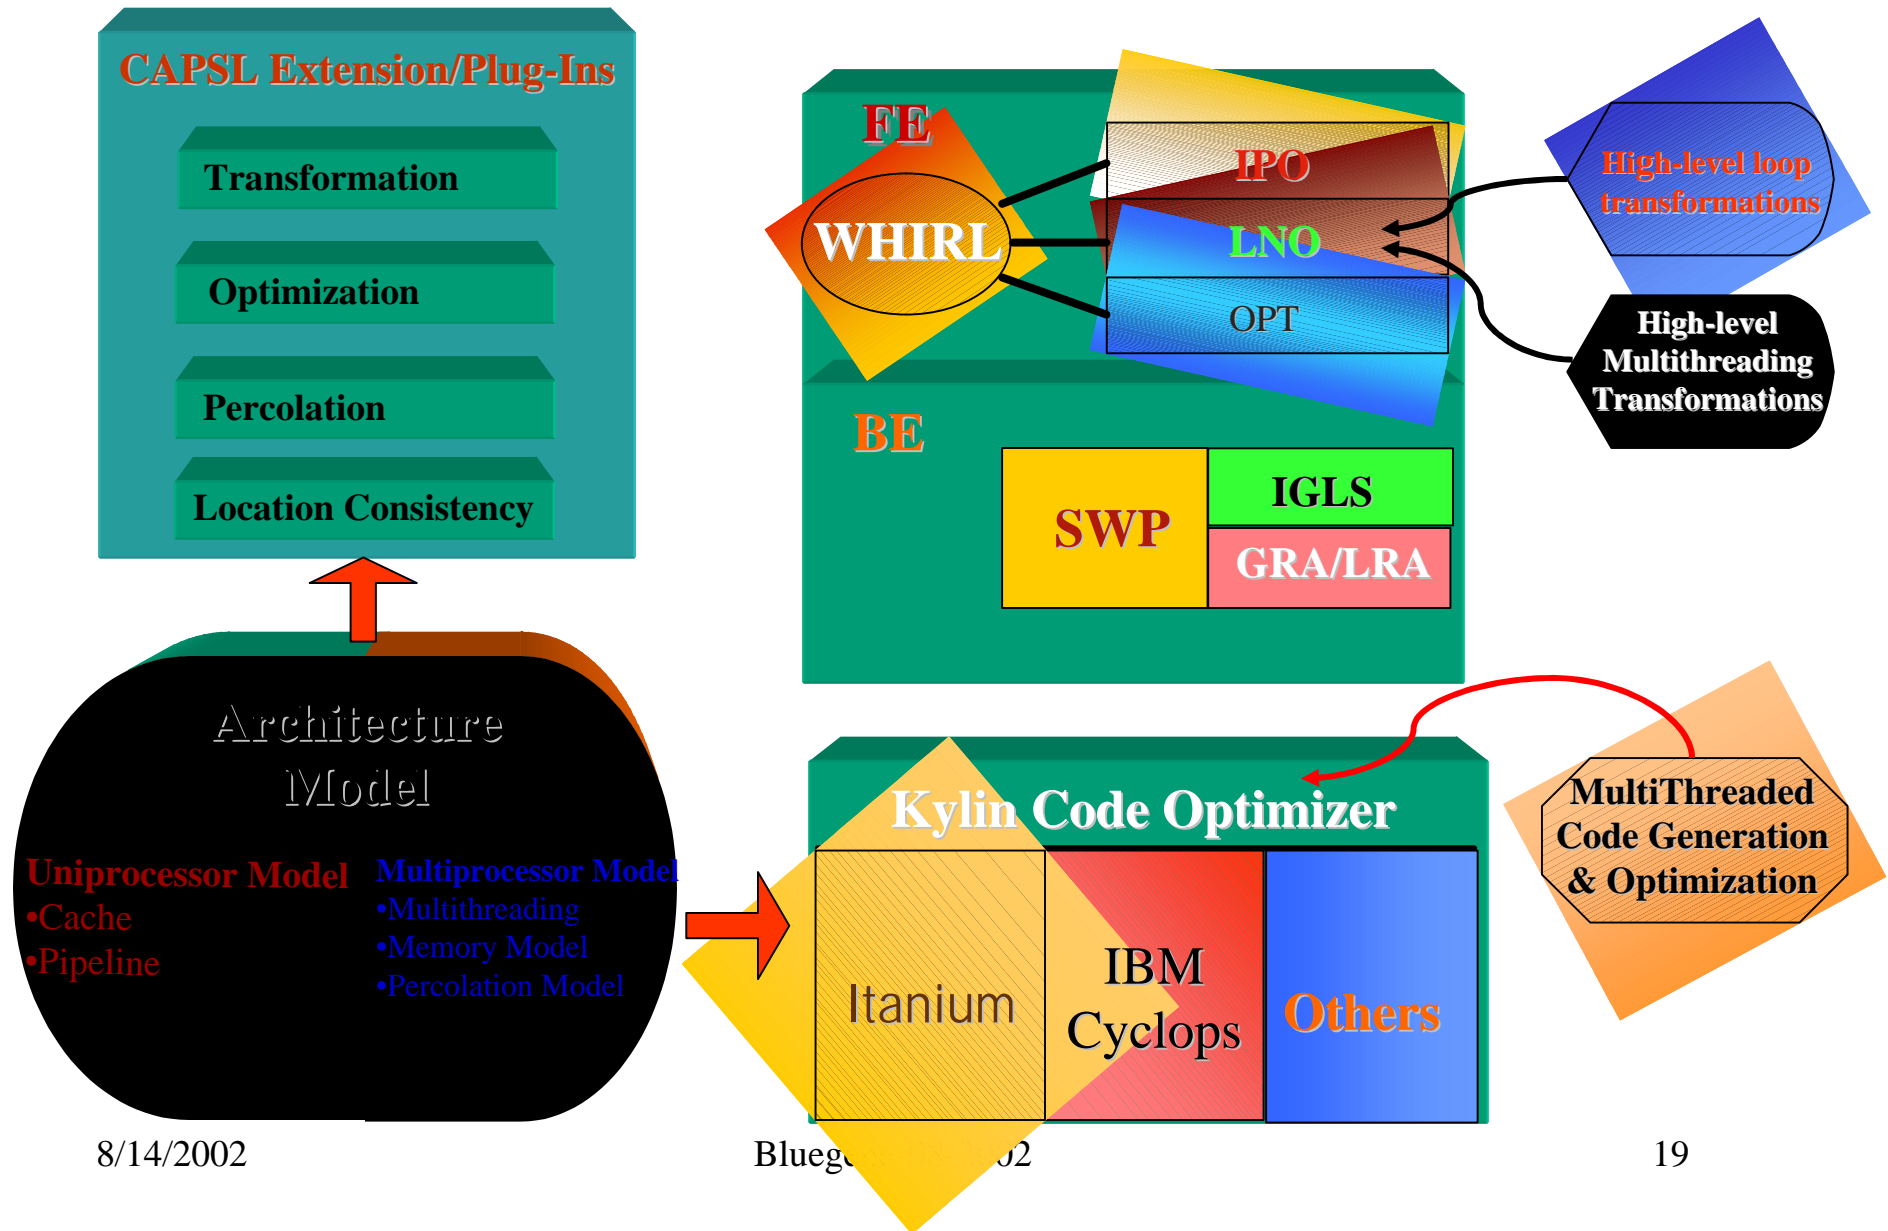 CAPSL Extension/Plug-Ins
Transformation
Optimization
Percolation
Location Consistency
FE
WHIRL
IPO
LNO
OPT
High-level loop
transformations
High-level
Multithreading
Transformations
BE
SWP
IGLS
GRA/LRA
Architecture
Model
Uniprocessor Model
•Cache
•Pipeline
Multiprocessor Model
•Multithreading
•Memory Model
•Percolation Model
Kylin Code Optimizer
Itanium
IBM
Cyclops
Others
MultiThreaded
Code Generation
& Optimization
8/14/2002
19